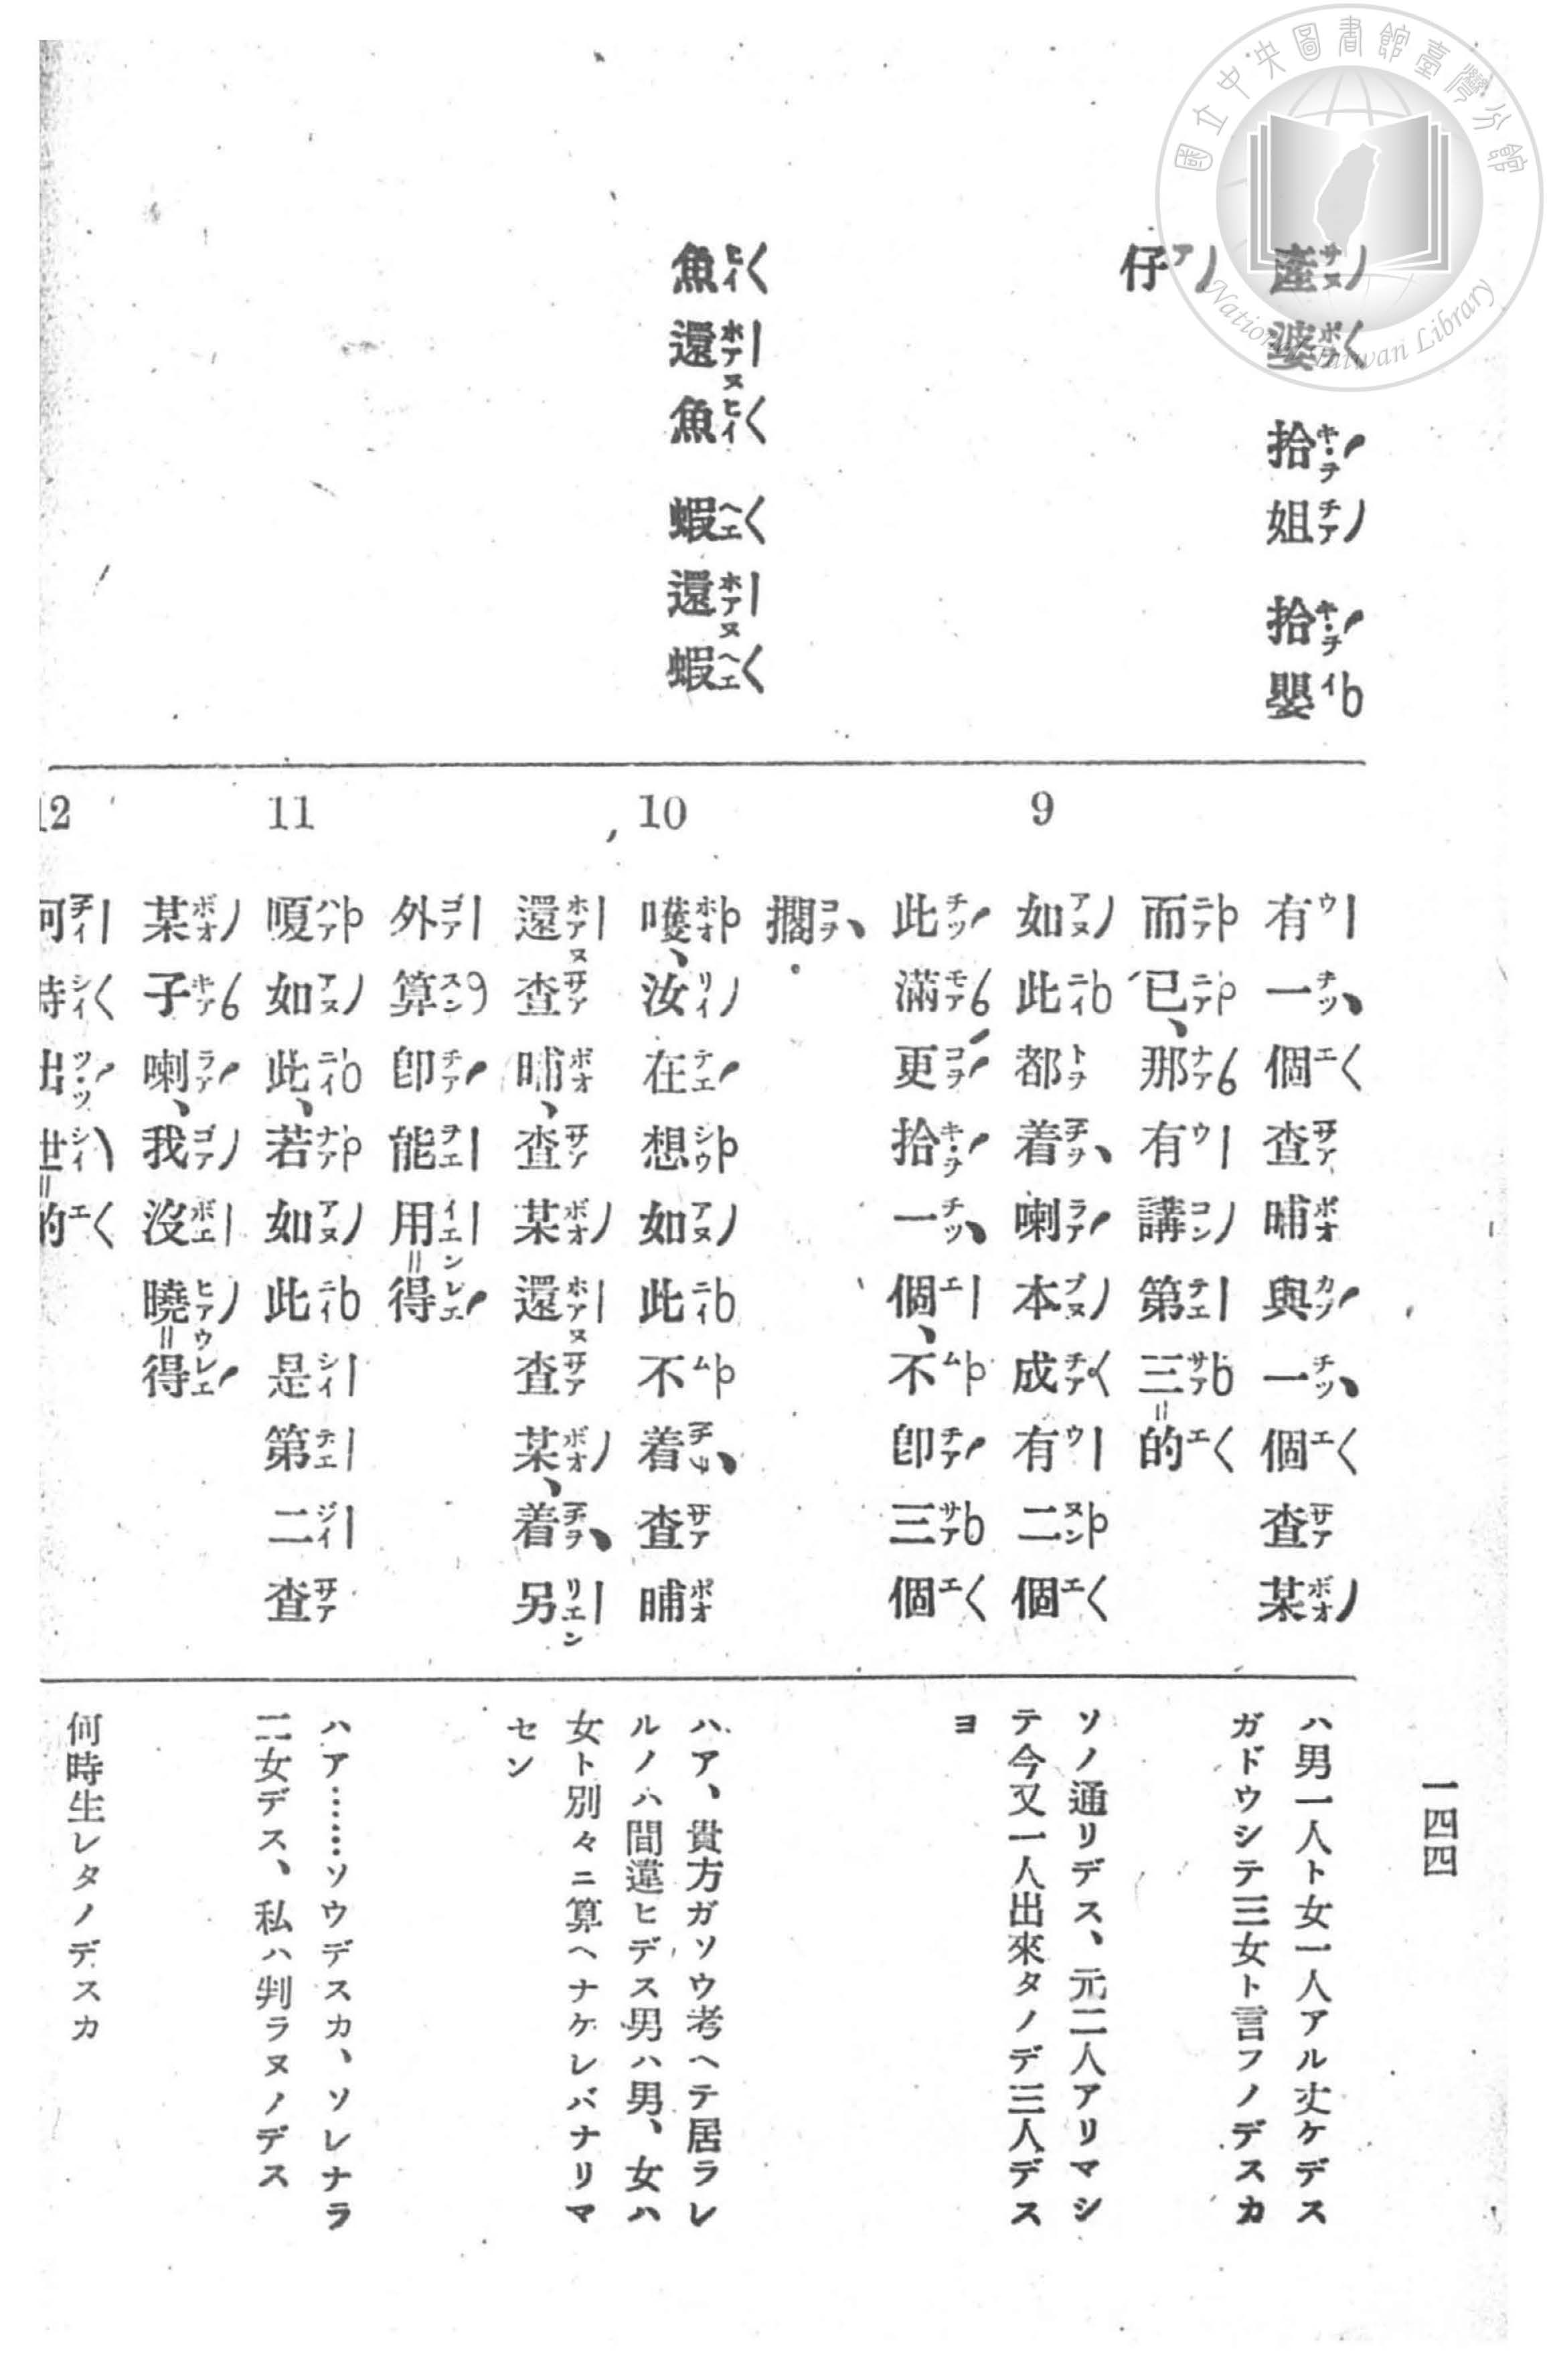 國立中央圖書館臺灣分館
National Taiwan Library
一四四
產婆 拾姐 拾嬰
仔
魚還魚 蝦還蝦
有一個查晡與一個查某
而已、那有講第三＝的
9 如此都着喇本成有二個
此滿更拾一個、不卽三個
擱。
10 嚄、汝在想如此不着查晡
還查晡、查某還查某、着另
外算卽能用＝得
11 嗄如此、若如此是第二查
某子喇、我沒曉＝得
12 何時出世＝的
ハ男一人ト女一人アル丈ケデス
ガドウシテ三女ト言フノデスカ
ソノ通リデス、元二人アリマシ
テ今又一人出來タノデ三人デス
ヨ
ハア、貴方ガソウ考ヘテ居ラレ
ルノハ間違ヒデス男ハ男、女ハ
女ト別々ニ算ヘナケレバナリマ
セン
ハア……ソウデスカ、ソレナラ
二女デス、私ハ判ラヌノデス
何時生レタノデスカ